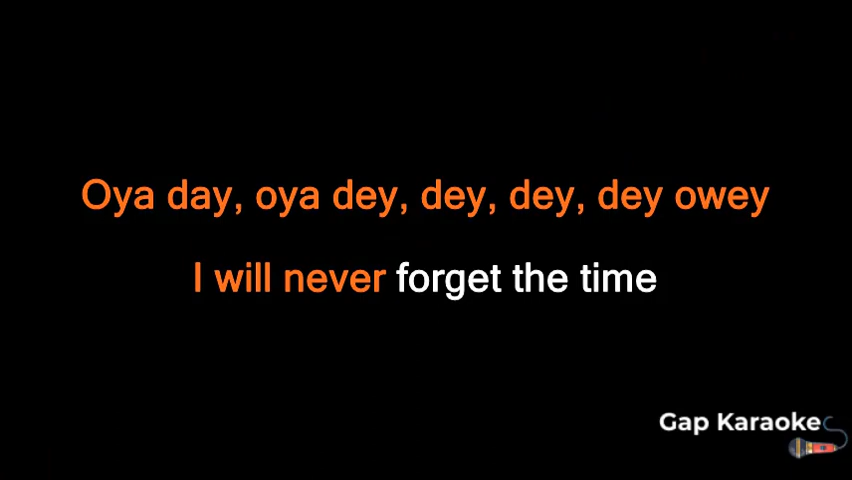 Oya day, oya dey, dey, dey, dey owey
I will never forget the time
Gap Karaoke